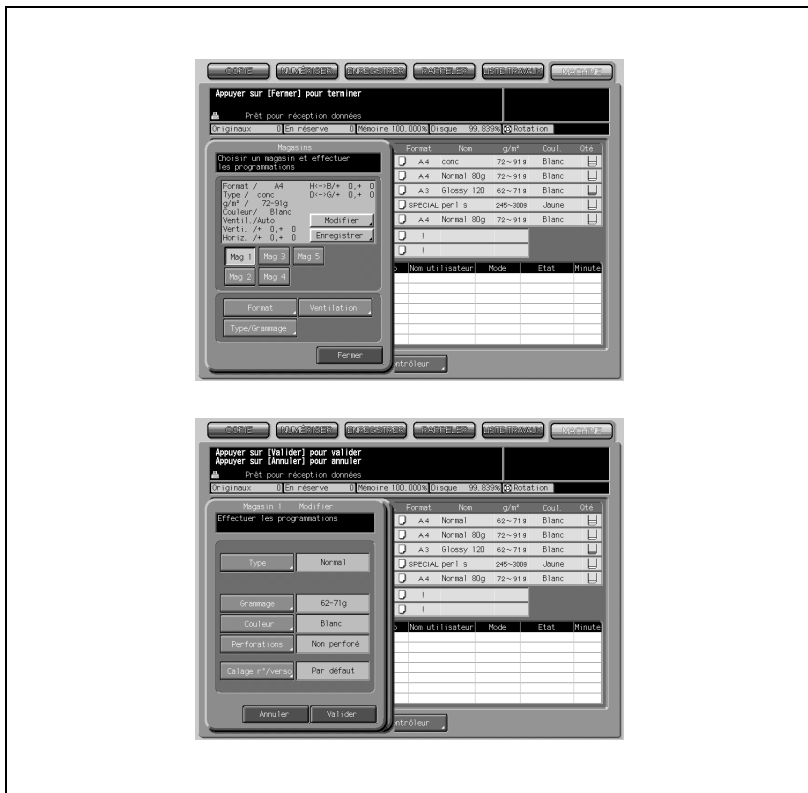 COPIE NUMÉRISER ENREGISTRER RAPPELER LISTE TRAVAUX MACHINE
Appuyer sur [Fermer] pour terminer
Prêt pour réception données
Originaux 0 En réserve 0 Mémoire 100.000% Disque 99.839% Rotation
Magasins
Choisir un magasin et effectuer
les programmations
Format / A4 H<->B/+ 0,+ 0
Type / conc D<->G/+ 0,+ 0
g/m² / 72-91g
Couleur/ Blanc
Ventil./Auto
Verti. /+ 0,+ 0
Horiz. /+ 0,+ 0
Modifier
Enregistrer
Mag 1 Mag 3 Mag 5
Mag 2 Mag 4
Format Ventilation
Type/Grammage
Fermer
Format Nom g/m² Coul. Qté
A4 conc 72~91g Blanc
A4 Normal 80g 72~91g Blanc
A3 Glossy 120 62~71g Blanc
SPECIAL perl s 245~300g Jaune
A4 Normal 80g 72~91g Blanc
!
!
Nom utilisateur Mode Etat Minute
ntrôleur
COPIE NUMÉRISER ENREGISTRER RAPPELER LISTE TRAVAUX MACHINE
Appuyer sur [Valider] pour valider
Appuyer sur [Annuler] pour annuler
Prêt pour réception données
Originaux 0 En réserve 0 Mémoire 100.000% Disque 99.839% Rotation
Magasin 1 Modifier
Effectuer les programmations
Type Normal
Grammage 62-71g
Couleur Blanc
Perforations Non perforé
Calage r°/verso Par défaut
Annuler Valider
Format Nom g/m² Coul. Qté
A4 Normal 62~71g Blanc
A4 Normal 80g 72~91g Blanc
A3 Glossy 120 62~71g Blanc
SPECIAL perl s 245~300g Jaune
A4 Normal 80g 72~91g Blanc
!
!
Nom utilisateur Mode Etat Minute
ntrôleur